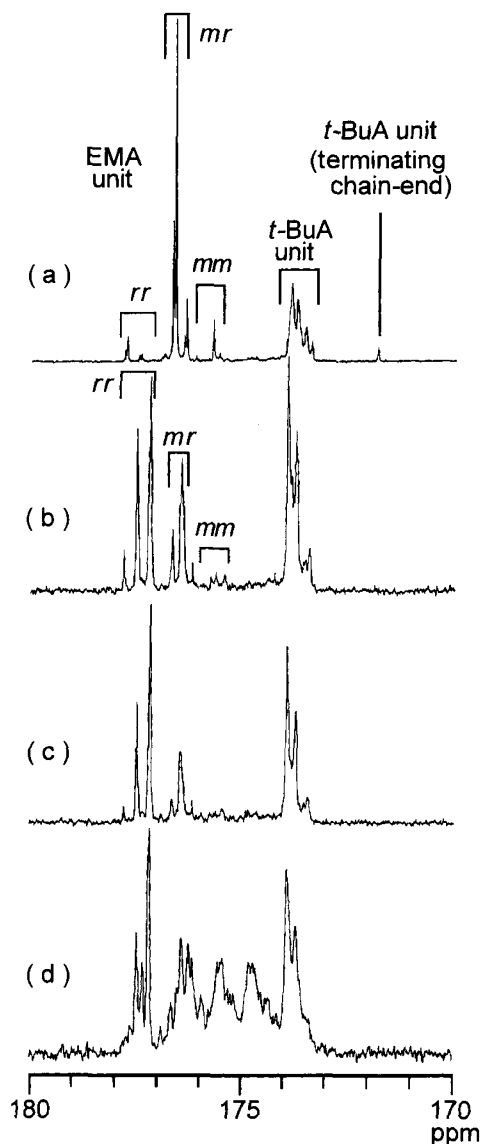 mr
t-BuA unit
(terminating
chain-end)
EMA
unit
t-BuA
unit
(a)
rr
mm
rr
mr
(b)
mm
(c)
(d)
180
175
170
ppm